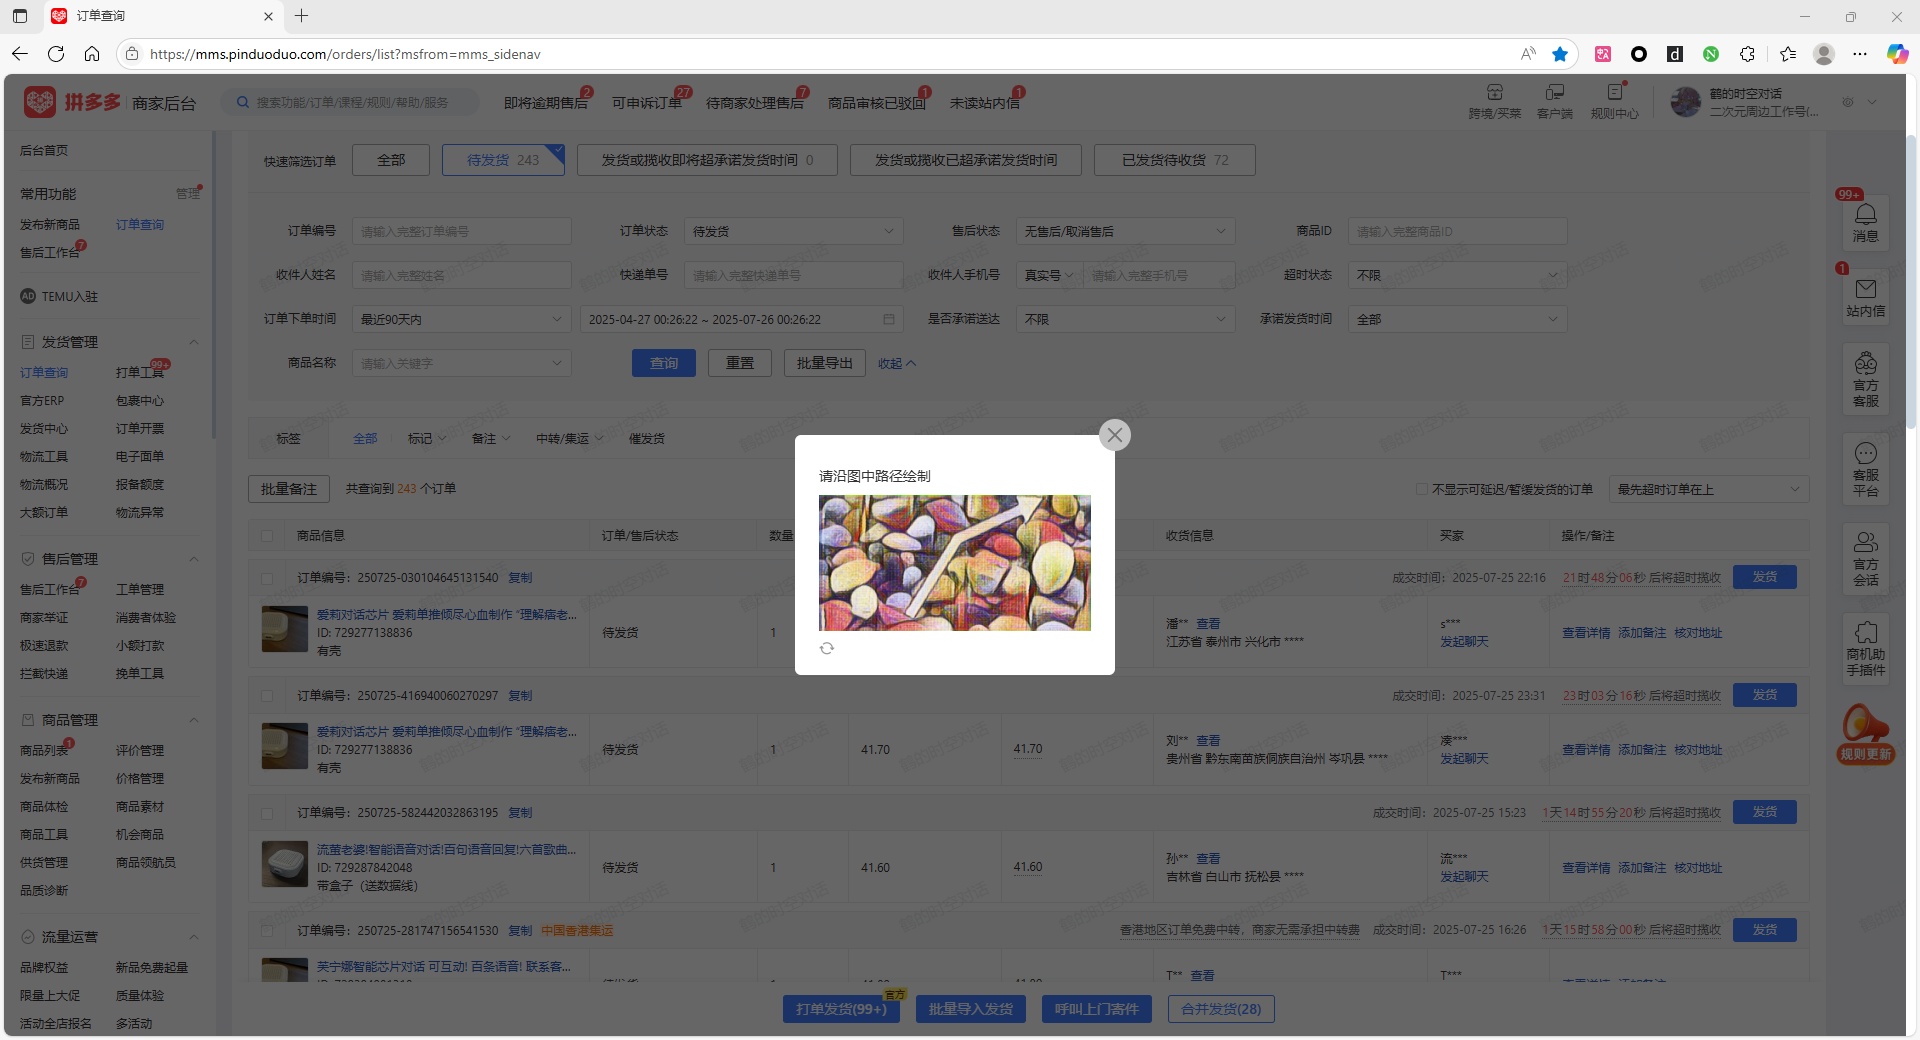 订单查询
https://mms.pinduoduo.com/orders/list?msfrom=mms_sidenav
拼多多 商家后台
搜索功能/订单/课程/规则/帮助/服务
即将逾期售后 2
可申诉订单 27
待商家处理售后 7
商品审核已驳回 1
未读站内信 1
跨境/买菜
客户端
规则中心
鹤的时空对话
二次元周边工作号(...
后台首页
常用功能 管理
发布新商品 订单查询
售后工作台 7
AD TEMU入驻
发货管理
订单查询 打单工具 99+
官方ERP 包裹中心
发货中心 订单开票
物流工具 电子面单
物流概况 报备额度
大额订单 物流异常
售后管理
售后工作台 7 工单管理
商家举证 消费者体验
极速退款 小额打款
拦截快递 挽单工具
商品管理
商品列表 1 评价管理
发布新商品 价格管理
商品体检 商品素材
商品工具 机会商品
供货管理 商品领航员
品质诊断
流量运营
品牌权益 新品免费起量
限量上大促 质量体验
活动全店报名 多活动
快速筛选订单 全部 待发货 243 发货或揽收即将超承诺发货时间 0 发货或揽收已超承诺发货时间 已发货待收货 72
订单编号 请输入完整订单编号 订单状态 待发货 售后状态 无售后/取消售后 商品ID 请输入完整商品ID
收件人姓名 请输入完整姓名 快递单号 请输入完整快递单号 收件人手机号 真实号 请输入完整手机号 超时状态 不限
订单下单时间 最近90天内 2025-04-27 00:26:22 ~ 2025-07-26 00:26:22 是否承诺送达 不限 承诺发货时间 全部
商品名称 请输入关键字 查询 重置 批量导出 收起
标签 全部 标记 备注 中转/集运 催发货
批量备注 共查询到 243 个订单 不显示可延迟/暂缓发货的订单 最先超时订单在上
商品信息 订单/售后状态 数量 收货信息 买家 操作/备注
订单编号：250725-030104645131540 复制 成交时间：2025-07-25 22:16 21时48分06秒 后将超时揽收 发货
爱莉对话芯片 爱莉单推倾尽心血制作 “理解痞老...
ID: 729277138836
有壳
待发货 1
潘** 查看
江苏省 泰州市 兴化市 ****
s***
发起聊天
查看详情 添加备注 核对地址
订单编号：250725-416940060270297 复制 成交时间：2025-07-25 23:31 23时03分16秒 后将超时揽收 发货
爱莉对话芯片 爱莉单推倾尽心血制作 “理解痞老...
ID: 729277138836
有壳
待发货 1 41.70 41.70
刘** 查看
贵州省 黔东南苗族侗族自治州 岑巩县 ****
凑***
发起聊天
查看详情 添加备注 核对地址
订单编号：250725-582442032863195 复制 成交时间：2025-07-25 15:23 1天14时55分20秒 后将超时揽收 发货
流萤老婆!智能语音对话!百句语音回复!六首歌曲...
ID: 729287842048
带盒子（送数据线）
待发货 1 41.60 41.60
孙** 查看
吉林省 白山市 抚松县 ****
流***
发起聊天
查看详情 添加备注 核对地址
订单编号：250725-281747156541530 复制 中国香港集运 香港地区订单免费中转，商家无需承担中转费 成交时间：2025-07-25 16:26 1天15时58分00秒 后将超时揽收 发货
芙宁娜智能芯片对话 可互动! 百条语音! 联系客...
T** 查看
T***
打单发货(99+) 官方 批量导入发货 呼叫上门寄件 合并发货(28)
请沿图中路径绘制
99+
消息
1
站内信
官方
客服
客服
平台
官方
会话
商机助
手插件
规则更新
鹤的时空对话